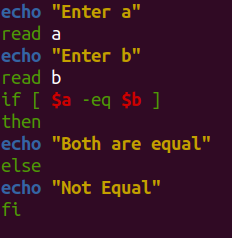 echo "Enter a"
read a
echo "Enter b"
read b
if [ $a -eq $b ]
then
echo "Both are equal"
else
echo "Not Equal"
fi